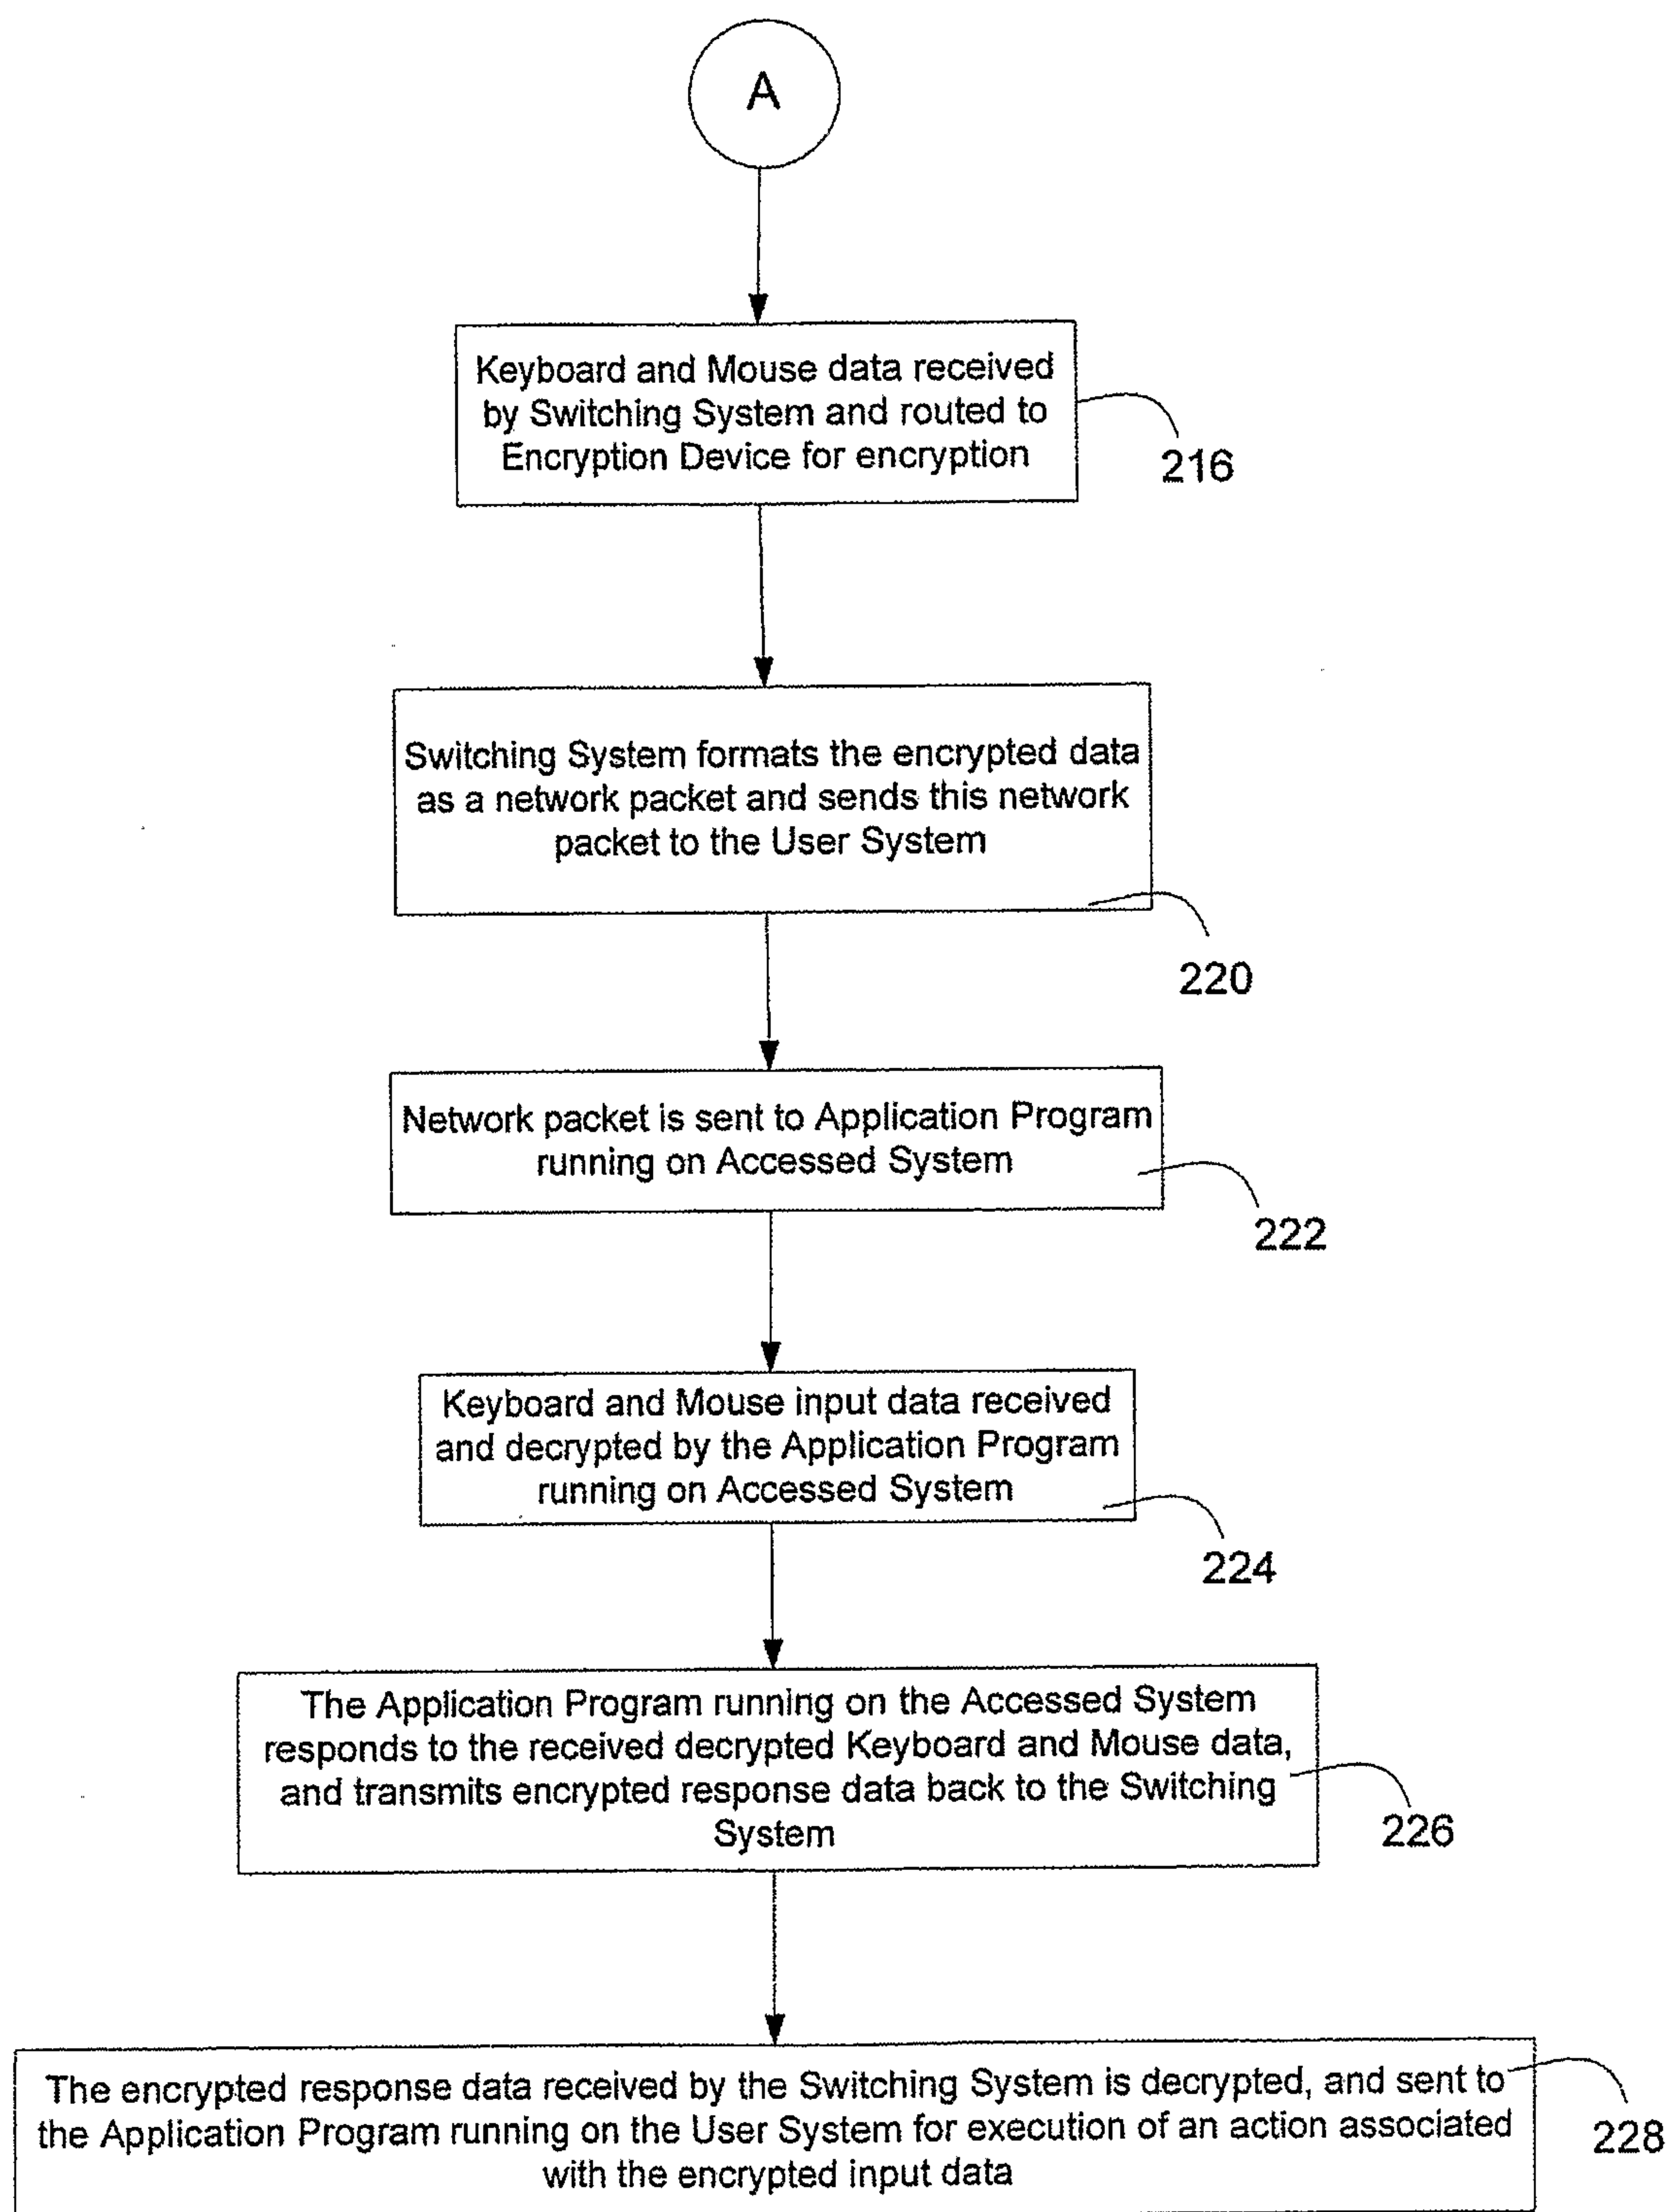 A
Keyboard and Mouse data received
by Switching System and routed to
Encryption Device for encryption
216
Switching System formats the encrypted data
as a network packet and sends this network
packet to the User System
220
Network packet is sent to Application Program
running on Accessed System
222
Keyboard and Mouse input data received
and decrypted by the Application Program
running on Accessed System
224
The Application Program running on the Accessed System
responds to the received decrypted Keyboard and Mouse data,
and transmits encrypted response data back to the Switching
System
226
The encrypted response data received by the Switching System is decrypted, and sent to
the Application Program running on the User System for execution of an action associated
with the encrypted input data
228